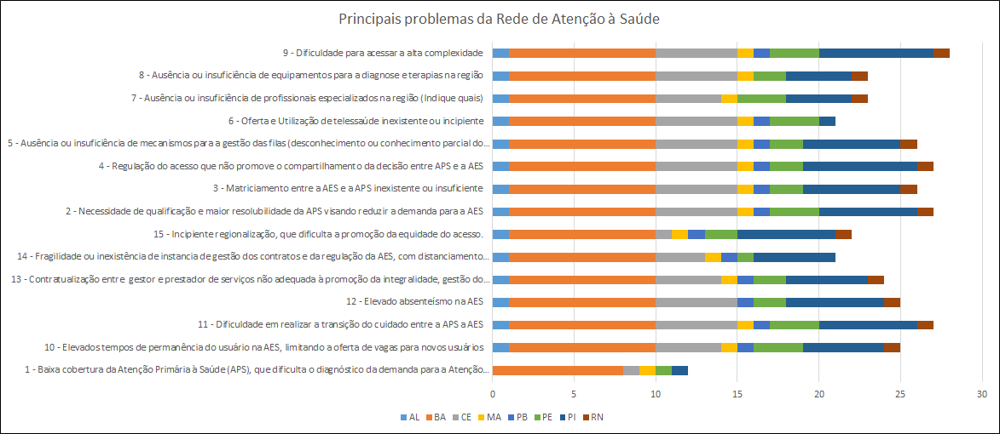 Principais problemas da Rede de Atenção à Saúde
9 - Dificuldade para acessar a alta complexidade
8 - Ausência ou insuficiência de equipamentos para a diagnose e terapias na região
7 - Ausência ou insuficiência de profissionais especializados na região (Indique quais)
6 - Oferta e Utilização de telessaúde inexistente ou incipiente
5 - Ausência ou insuficiência de mecanismos para a gestão das filas (desconhecimento ou conhecimento parcial do...
4 - Regulação do acesso que não promove o compartilhamento da decisão entre APS e a AES
3 - Matriciamento entre a AES e a APS inexistente ou insuficiente
2 - Necessidade de qualificação e maior resolubilidade da APS visando reduzir a demanda para a AES
15 - Incipiente regionalização, que dificulta a promoção da equidade do acesso.
14 - Fragilidade ou inexistência de instancia de gestão dos contratos e da regulação da AES, com distanciamento...
13 - Contratualização entre gestor e prestador de serviços não adequada à promoção da integralidade, gestão do...
12 - Elevado absenteísmo na AES
11 - Dificuldade em realizar a transição do cuidado entre a APS a AES
10 - Elevados tempos de permanência do usuário na AES, limitando a oferta de vagas para novos usuários
1 - Baixa cobertura da Atenção Primária à Saúde (APS), que dificulta o diagnóstico da demanda para a Atenção...
0 5 10 15 20 25 30
AL BA CE MA PB PE PI RN